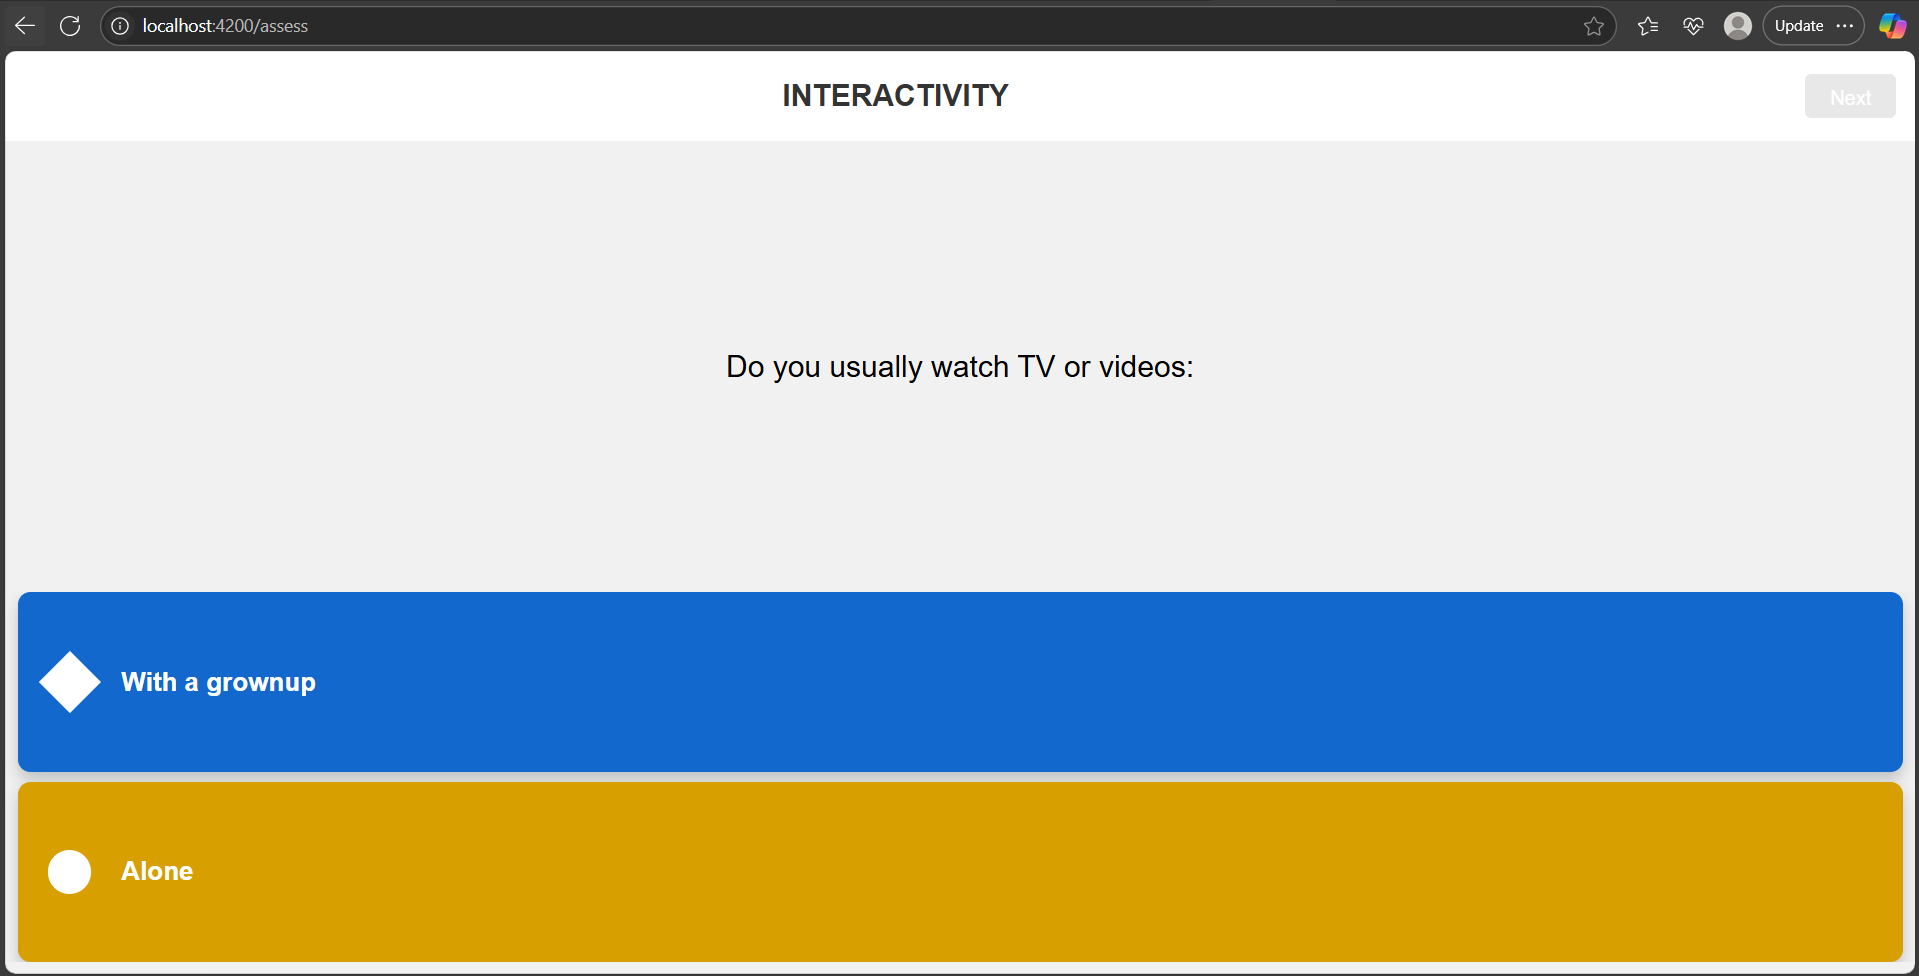 localhost:4200/assess
Update
INTERACTIVITY
Next
Do you usually watch TV or videos:
With a grownup
Alone